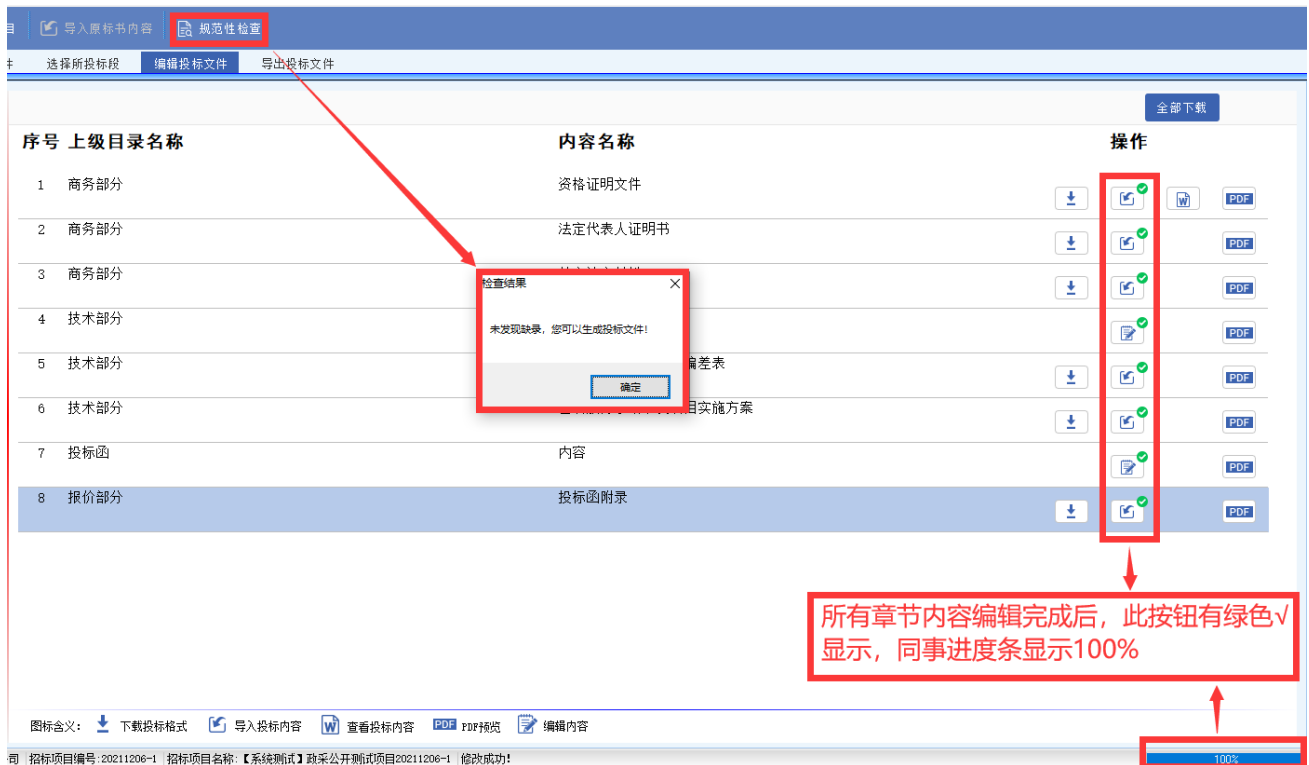 导入原标书内容 规范性检查
选择所投标段 编辑投标文件 导出投标文件
全部下载
序号 上级目录名称 内容名称 操作
1 商务部分 资格证明文件 PDF
2 商务部分 法定代表人证明书 PDF
3 商务部分 PDF
检查结果
未发现缺录，您可以生成投标文件!
确定
4 技术部分 PDF
5 技术部分 偏差表 PDF
6 技术部分 项目实施方案 PDF
7 投标函 内容 PDF
8 报价部分 投标函附录 PDF
所有章节内容编辑完成后，此按钮有绿色√
显示，同事进度条显示100%
图标含义： 下载投标格式 导入投标内容 W 查看投标内容 PDF PDF预览 编辑内容
司 招标项目编号:20211206-1 招标项目名称:【系统测试】政采公开测试项目20211206-1 修改成功! 100%